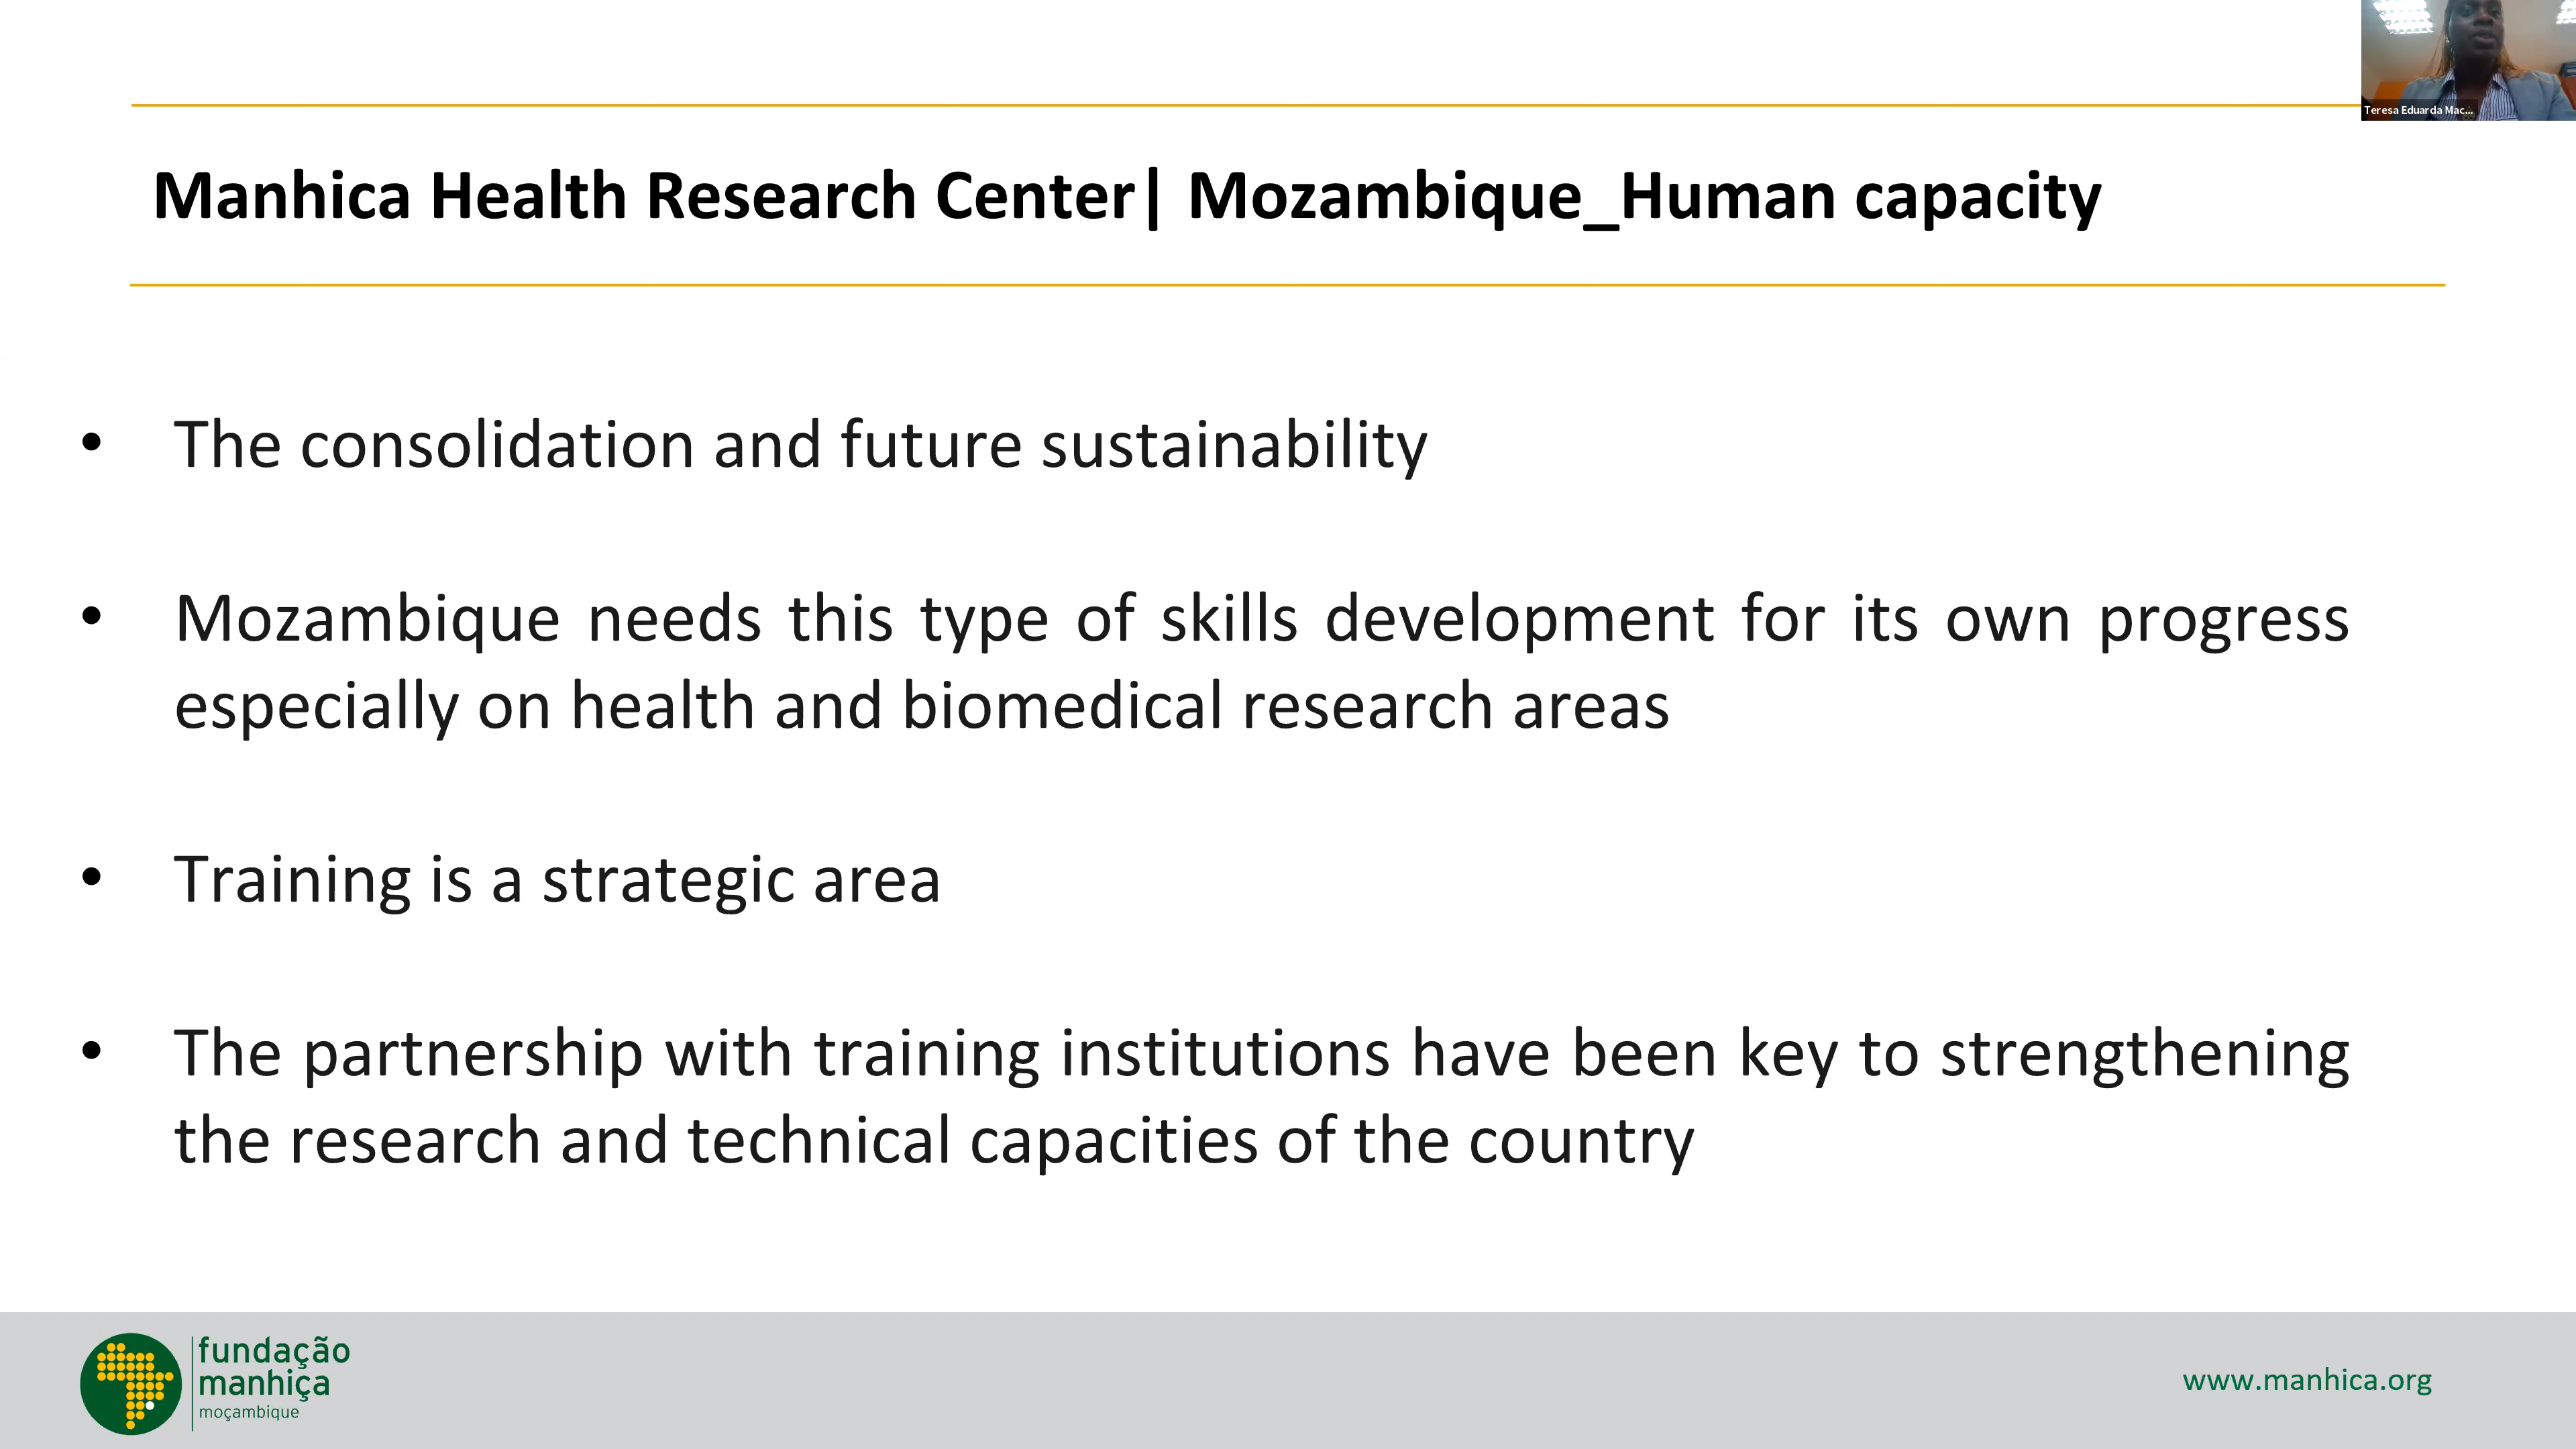 Teresa Eduarda Mac...
Manhica Health Research Center| Mozambique_Human capacity
• The consolidation and future sustainability
• Mozambique needs this type of skills development for its own progress
especially on health and biomedical research areas
• Training is a strategic area
• The partnership with training institutions have been key to strengthening
the research and technical capacities of the country
fundação
manhiça
moçambique
www.manhica.org